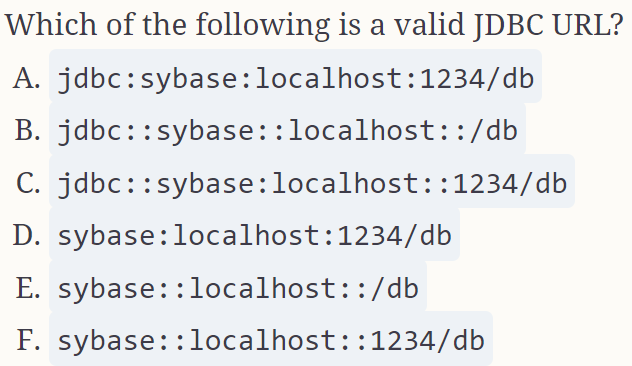 Which of the following is a valid JDBC URL?
A. jdbc:sybase:localhost:1234/db
B. jdbc::sybase::localhost::/db
C. jdbc::sybase:localhost::1234/db
D. sybase:localhost:1234/db
E. sybase::localhost::/db
F. sybase::localhost::1234/db